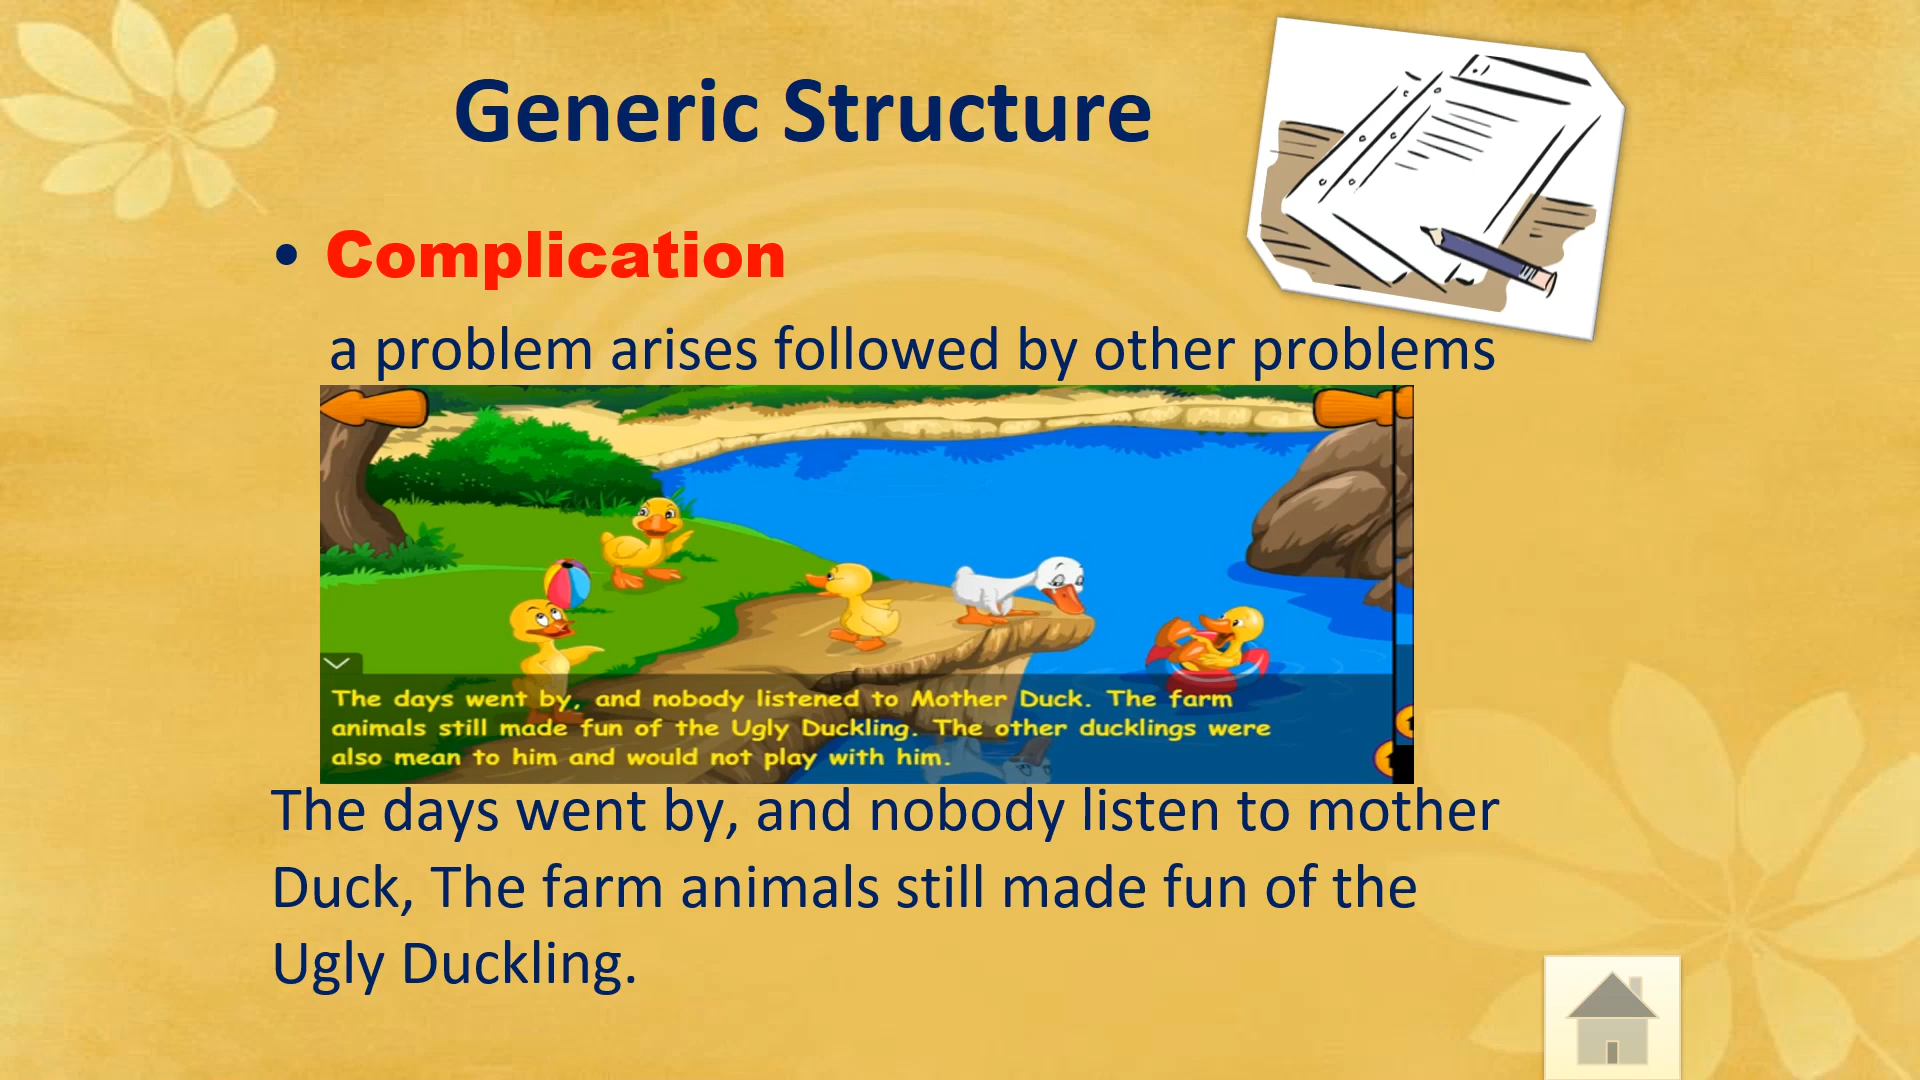 Generic Structure
• Complication
a problem arises followed by other problems
The days went by, and nobody listened to Mother Duck. The farm
animals still made fun of the Ugly Duckling. The other ducklings were
also mean to him and would not play with him.
The days went by, and nobody listen to mother
Duck, The farm animals still made fun of the
Ugly Duckling.